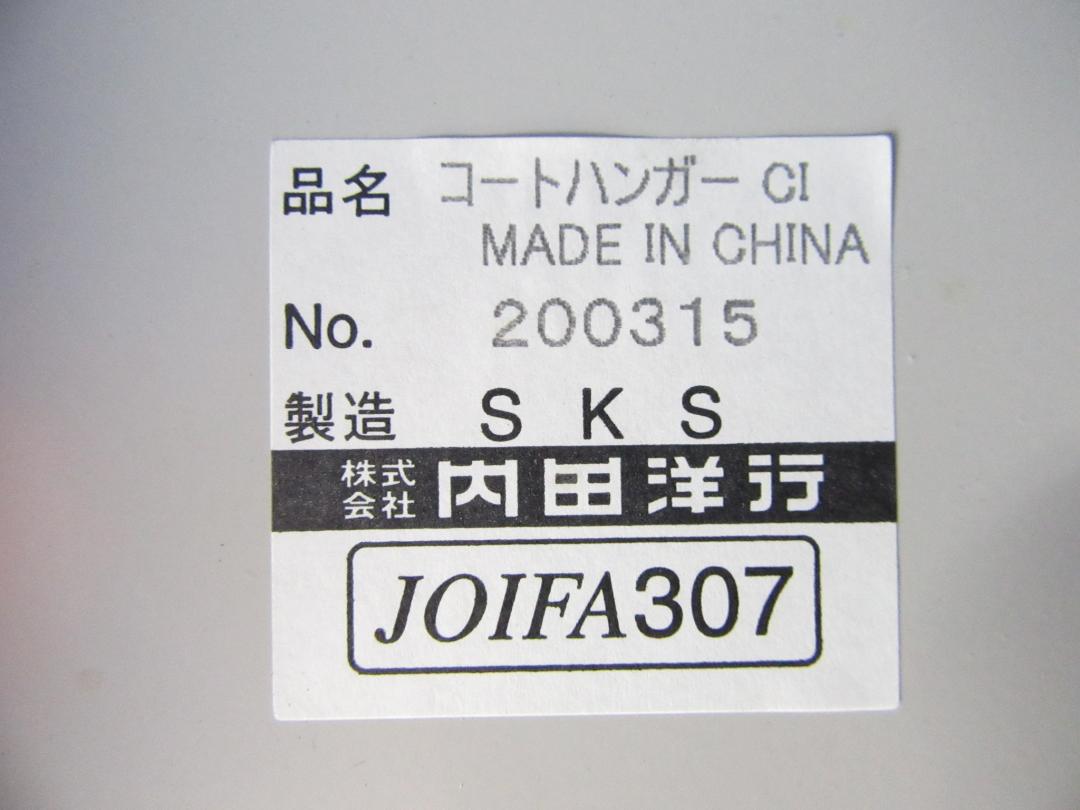 品名 コートハンガー CI
MADE IN CHINA
No. 200315
製造 S K S
株式会社 内田洋行
JOIFA307